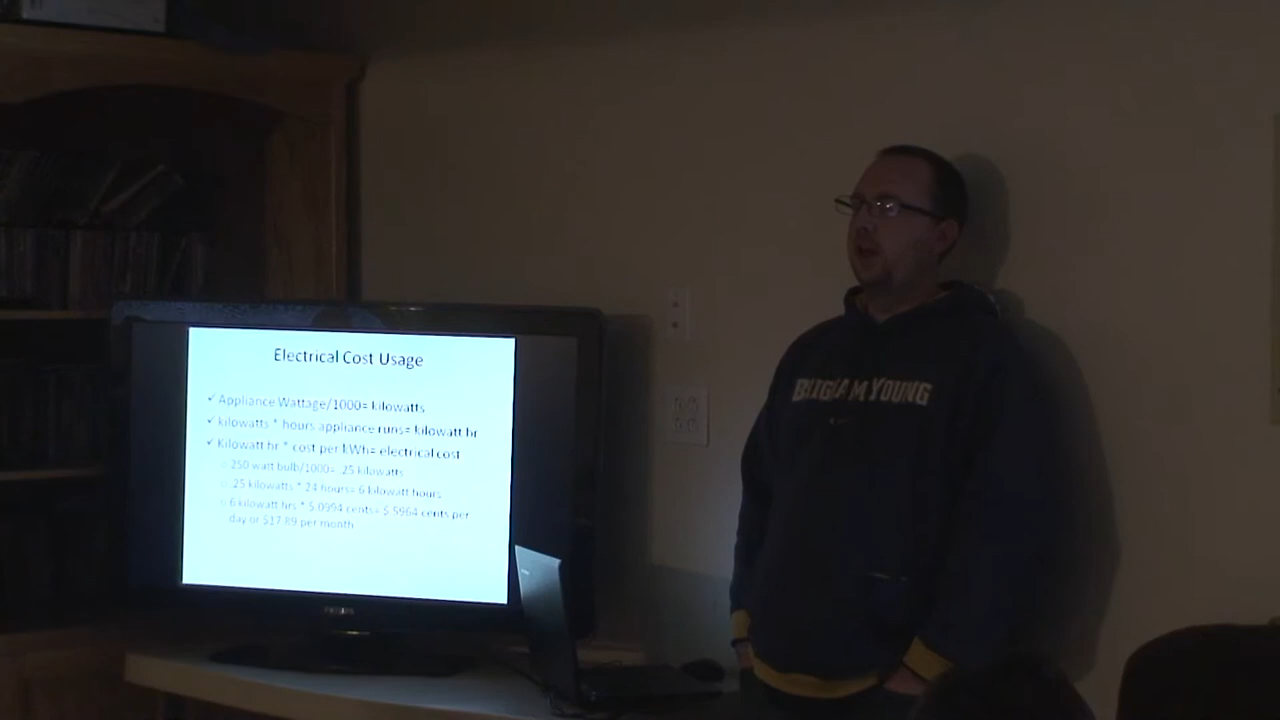 Electrical Cost Usage
✓ Appliance Wattage/1000= kilowatts
✓ kilowatts * hours appliance runs= kilowatt hr
✓ Kilowatt hr * cost per kWh= electrical cost
○ 250 watt bulb/1000= .25 kilowatts
○ .25 kilowatts * 24 hours= 6 kilowatt hours
○ 6 kilowatt hrs * $.0994 cents= $.5964 cents per
day or $17.89 per month
BRIGHAM YOUNG
PHILIPS